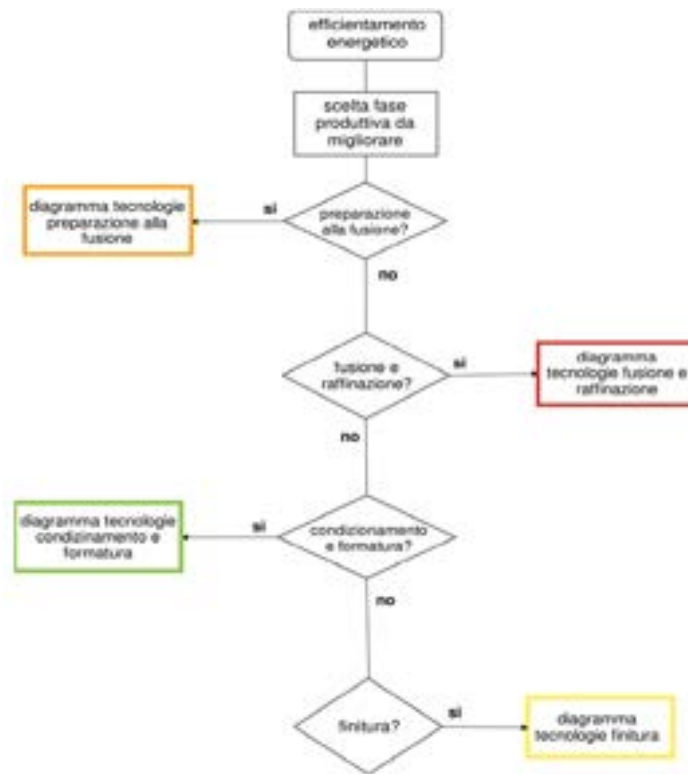 efficientamento
energetico
scelta fase
produttiva da
migliorare
si
diagramma tecnologie
preparazione alla
fusione
preparazione
alla fusione?
no
fusione e
raffinazione?
si
diagramma
tecnologie fusione e
raffinazione
no
diagramma tecnologie
condizinamento e
formatura
si
condizionamento
e formatura?
no
finitura?
si
diagramma
tecnologie finitura